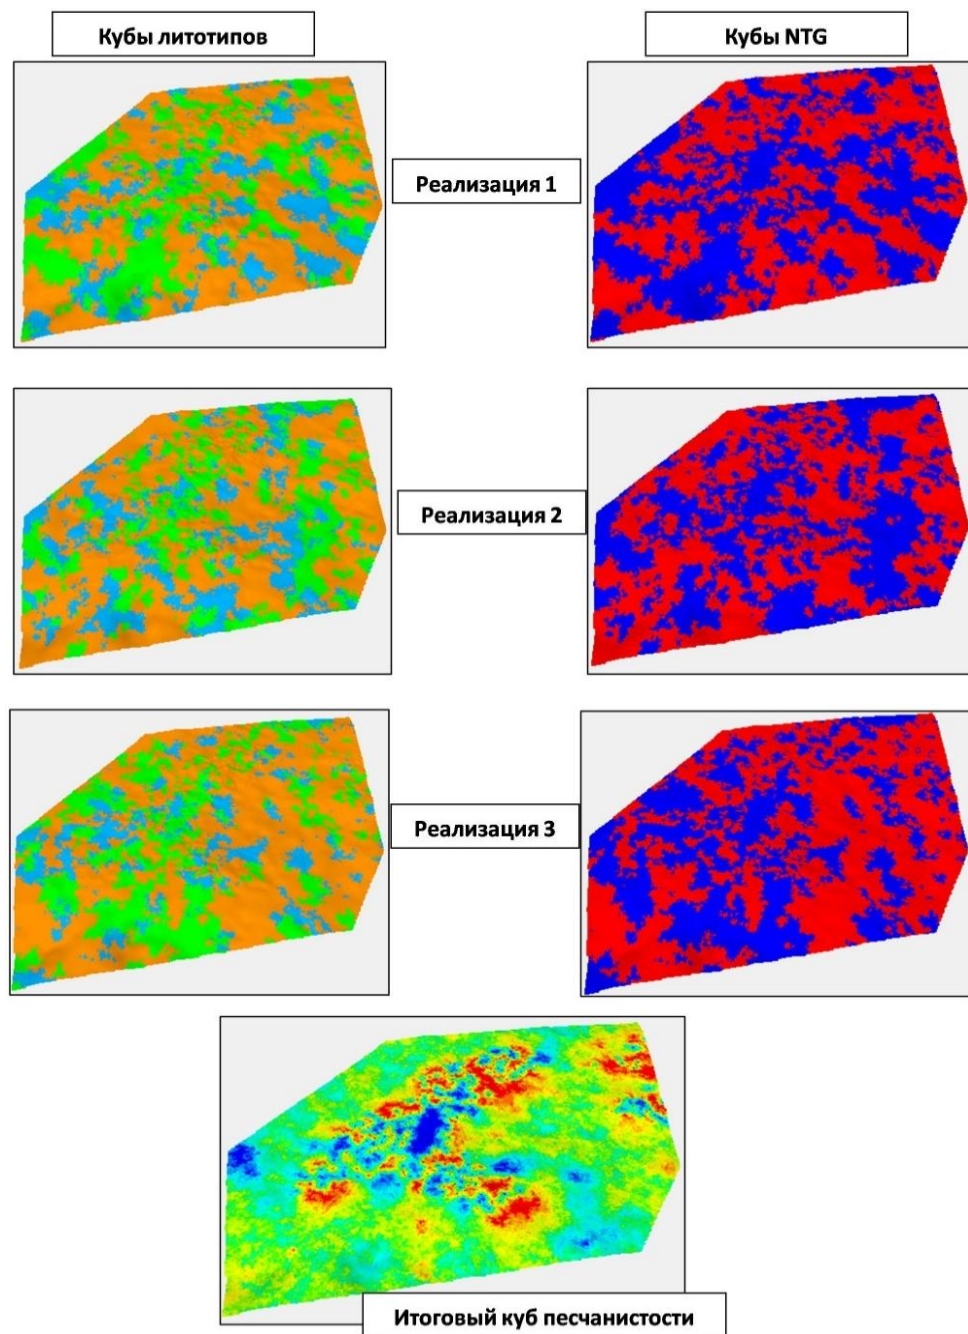 Кубы литотипов
Кубы NTG
Реализация 1
Реализация 2
Реализация 3
Итоговый куб песчанистости